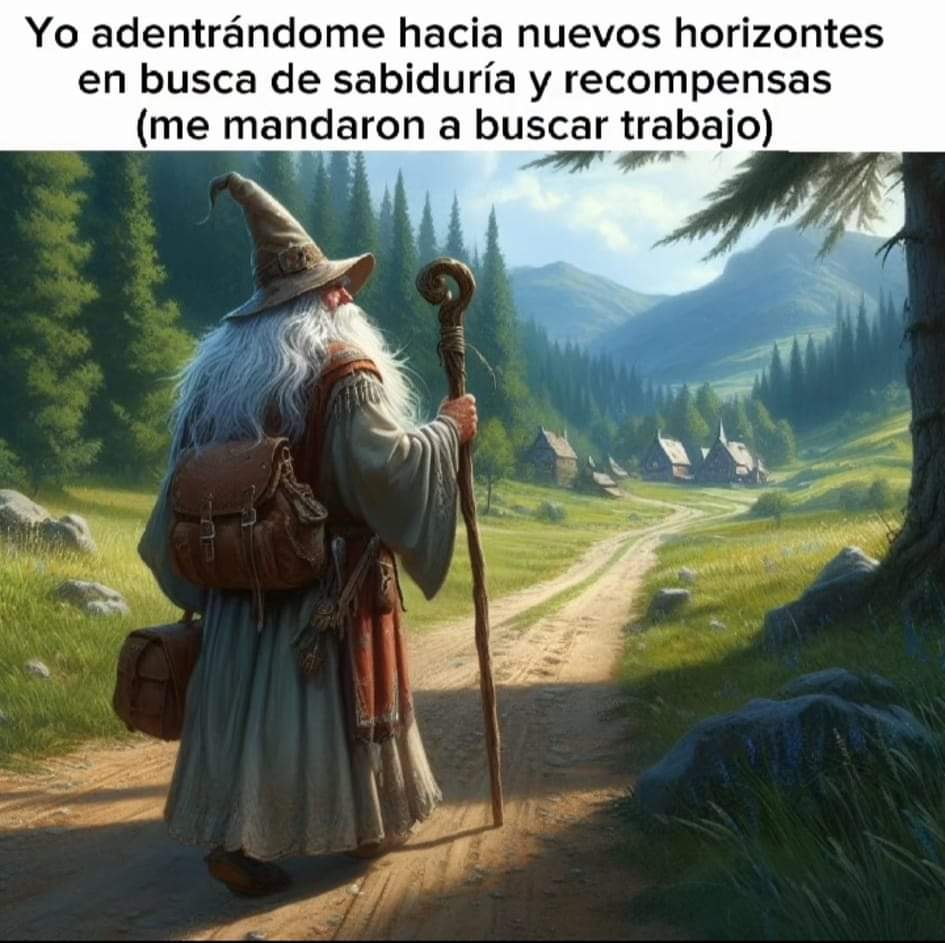 Yo adentrándome hacia nuevos horizontes
en busca de sabiduría y recompensas
(me mandaron a buscar trabajo)